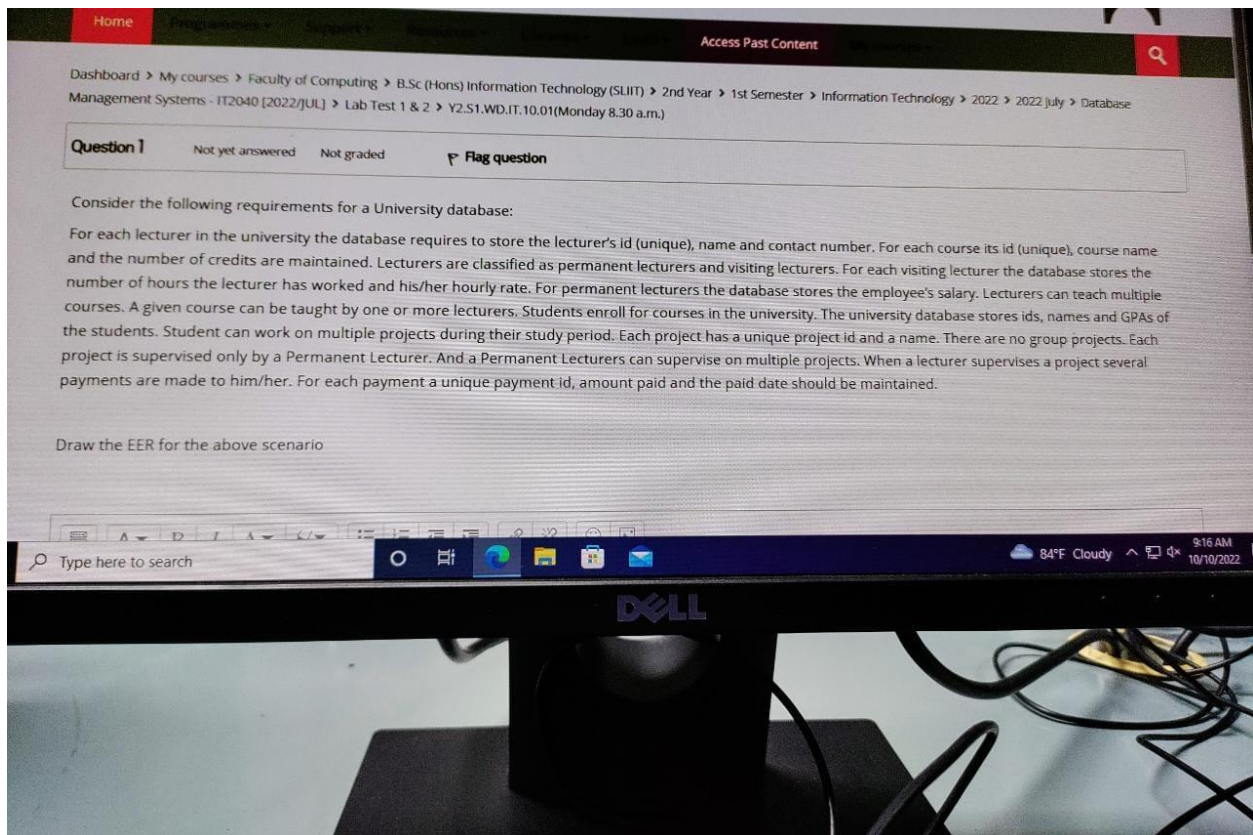 Home Programmes Support Resources Libraries
Access Past Content
Dashboard > My courses > Faculty of Computing > B.Sc (Hons) Information Technology (SLIIT) > 2nd Year > 1st Semester > Information Technology > 2022 > 2022 July > Database
Management Systems - IT2040 [2022/JUL] > Lab Test 1 & 2 > Y2.S1.WD.IT.10.01(Monday 8.30 a.m.)
Question 1 Not yet answered Not graded Flag question
Consider the following requirements for a University database:
For each lecturer in the university the database requires to store the lecturer's id (unique), name and contact number. For each course its id (unique), course name
and the number of credits are maintained. Lecturers are classified as permanent lecturers and visiting lecturers. For each visiting lecturer the database stores the
number of hours the lecturer has worked and his/her hourly rate. For permanent lecturers the database stores the employee's salary. Lecturers can teach multiple
courses. A given course can be taught by one or more lecturers. Students enroll for courses in the university. The university database stores ids, names and GPAs of
the students. Student can work on multiple projects during their study period. Each project has a unique project id and a name. There are no group projects. Each
project is supervised only by a Permanent Lecturer. And a Permanent Lecturers can supervise on multiple projects. When a lecturer supervises a project several
payments are made to him/her. For each payment a unique payment id, amount paid and the paid date should be maintained.
Draw the EER for the above scenario
Type here to search
84°F Cloudy
9:16 AM
10/10/2022
DELL